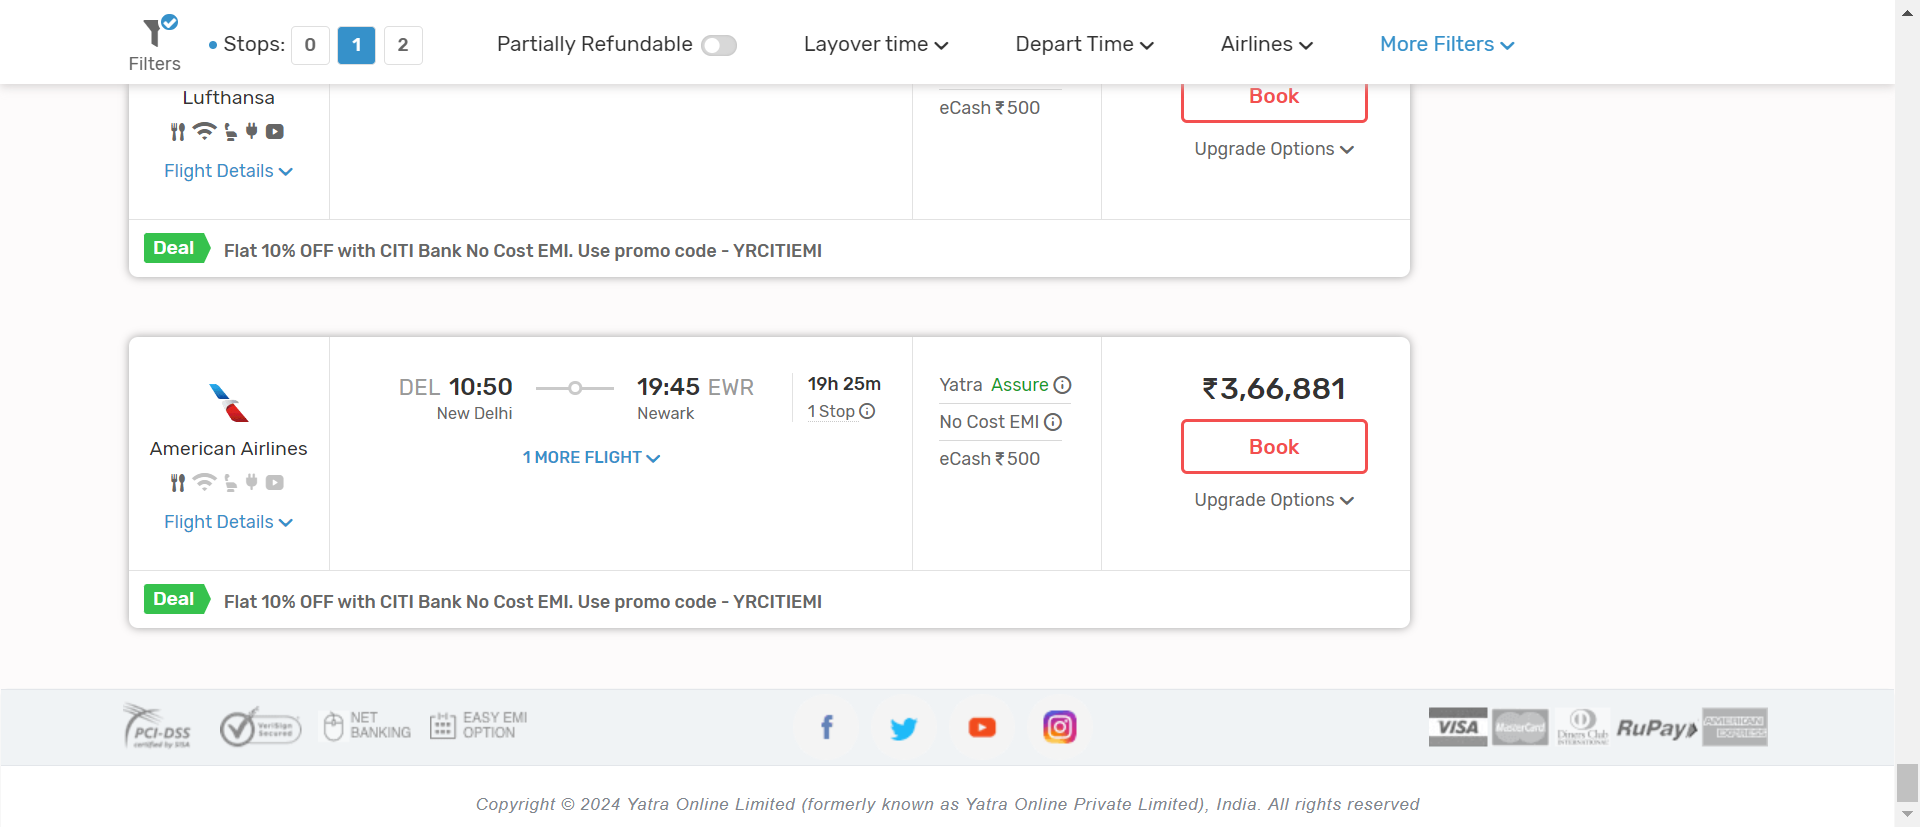 Filters
Stops: 0 1 2
Partially Refundable
Layover time
Depart Time
Airlines
More Filters
Lufthansa
Flight Details
eCash ₹500
Book
Upgrade Options
Deal
Flat 10% OFF with CITI Bank No Cost EMI. Use promo code - YRCITIEMI
American Airlines
Flight Details
DEL 10:50
New Delhi
19:45 EWR
Newark
19h 25m
1 Stop
1 MORE FLIGHT
Yatra Assure
No Cost EMI
eCash ₹500
₹3,66,881
Book
Upgrade Options
Deal
Flat 10% OFF with CITI Bank No Cost EMI. Use promo code - YRCITIEMI
PCI-DSS
certified by SISA
VeriSign
Secured
NET
BANKING
EASY EMI
OPTION
VISA
MasterCard
Diners Club
INTERNATIONAL
RuPay
AMERICAN
EXPRESS
Copyright © 2024 Yatra Online Limited (formerly known as Yatra Online Private Limited), India. All rights reserved